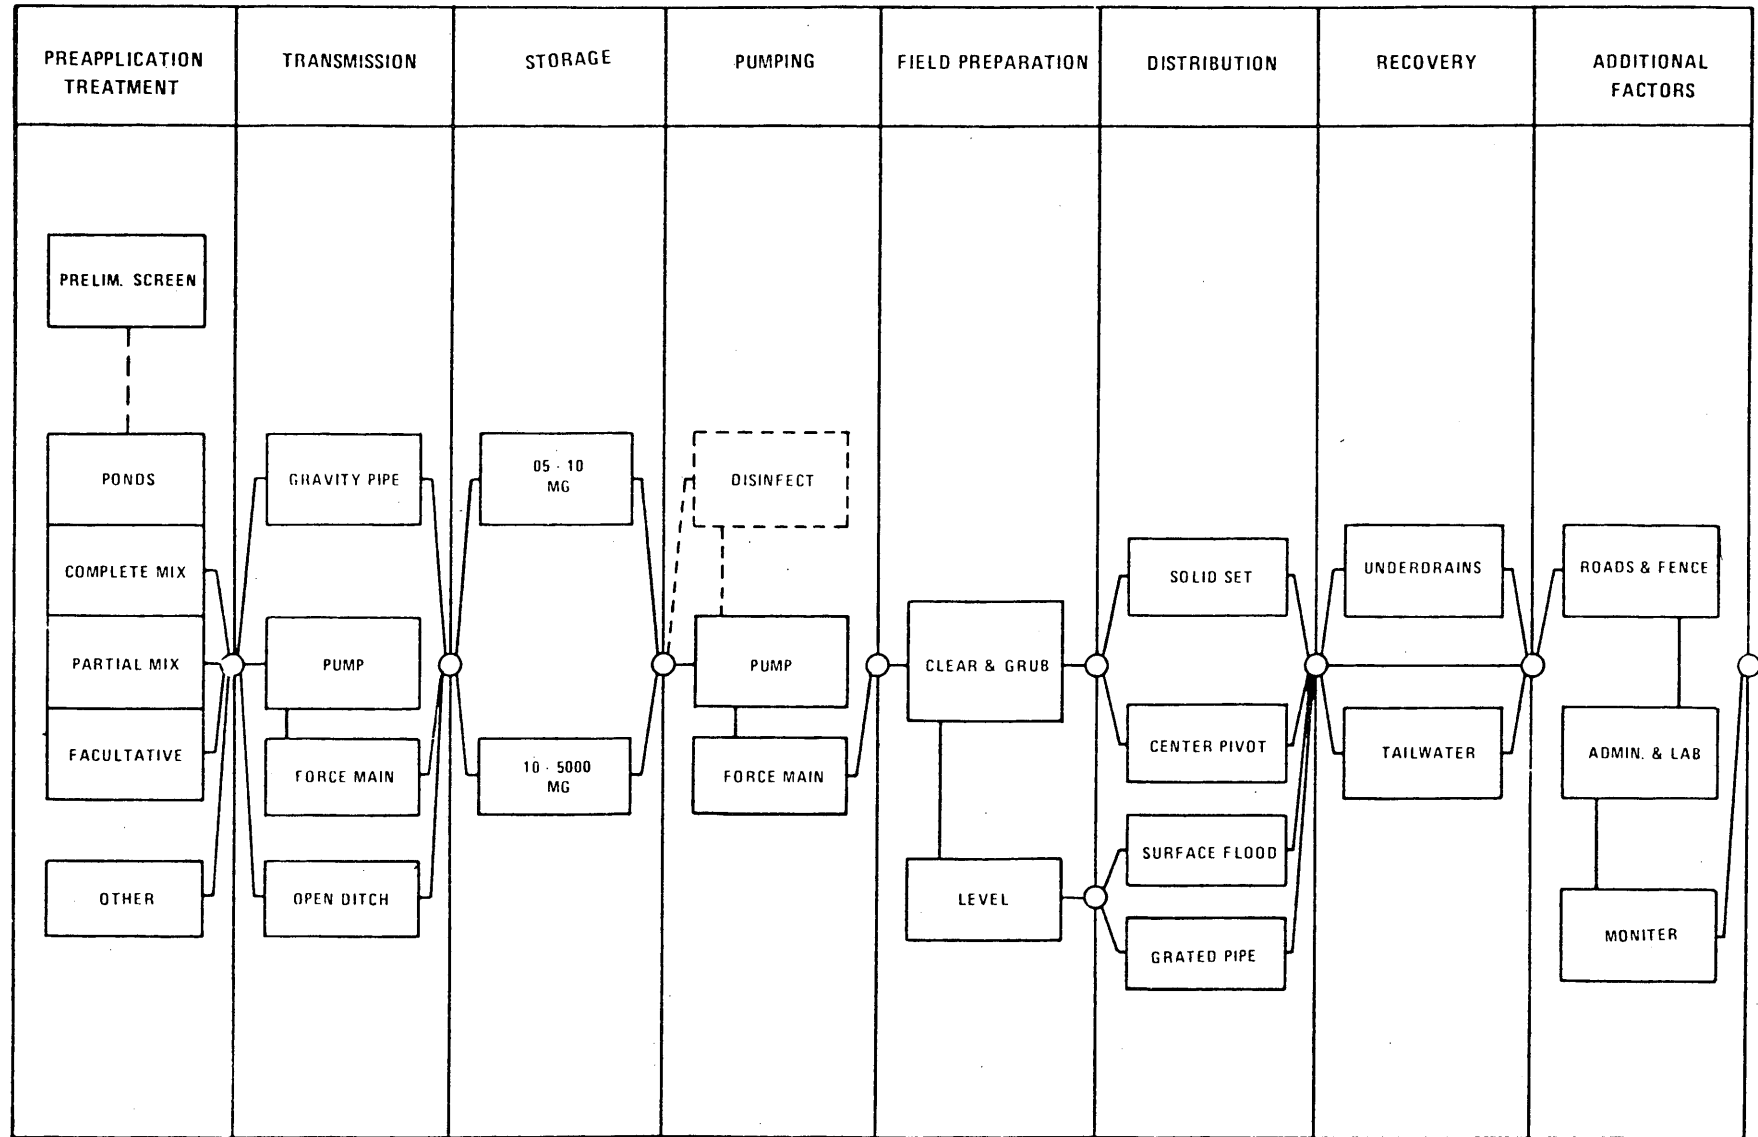 PREAPPLICATION
TREATMENT
TRANSMISSION
STORAGE
PUMPING
FIELD PREPARATION
DISTRIBUTION
RECOVERY
ADDITIONAL
FACTORS
PRELIM. SCREEN
PONDS
COMPLETE MIX
PARTIAL MIX
FACULTATIVE
OTHER
GRAVITY PIPE
PUMP
FORCE MAIN
OPEN DITCH
05 - 10
MG
10 - 5000
MG
DISINFECT
PUMP
FORCE MAIN
CLEAR & GRUB
LEVEL
SOLID SET
CENTER PIVOT
SURFACE FLOOD
GRATED PIPE
UNDERDRAINS
TAILWATER
ROADS & FENCE
ADMIN. & LAB
MONITER